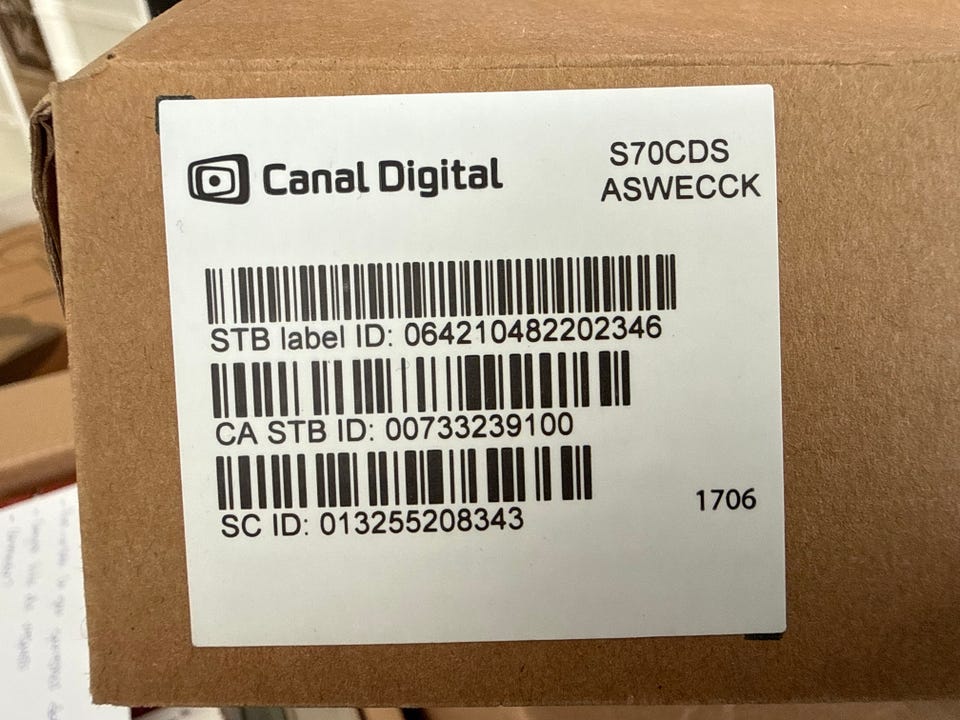 Canal Digital
S70CDS
ASWECCK
STB label ID: 064210482202346
CA STB ID: 00733239100
SC ID: 013255208343
1706